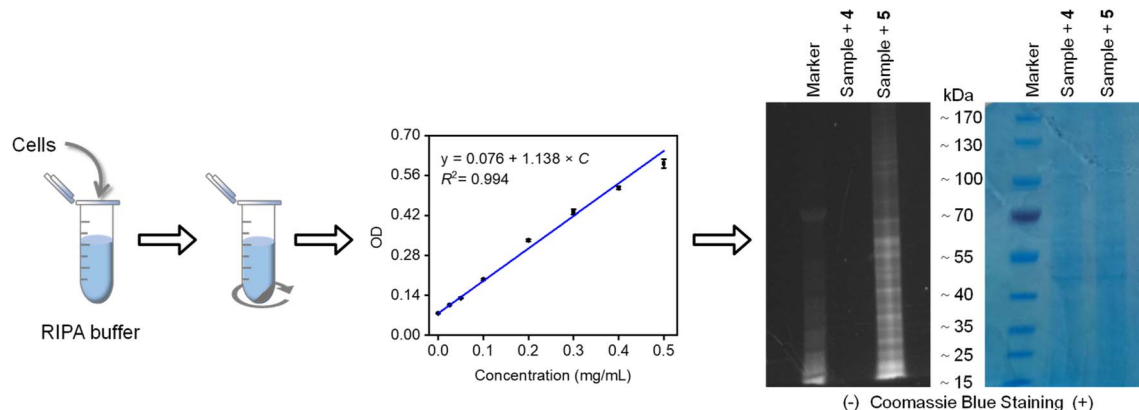 Cells
RIPA buffer
y = 0.076 + 1.138 × C
R²= 0.994
OD
0.70
0.56
0.42
0.28
0.14
0.00
0.0 0.1 0.2 0.3 0.4 0.5
Concentration (mg/mL)
Marker
Sample + 4
Sample + 5
kDa
~ 170
~ 130
~ 100
~ 70
~ 55
~ 40
~ 35
~ 25
~ 15
Marker
Sample + 4
Sample + 5
(-) Coomassie Blue Staining (+)